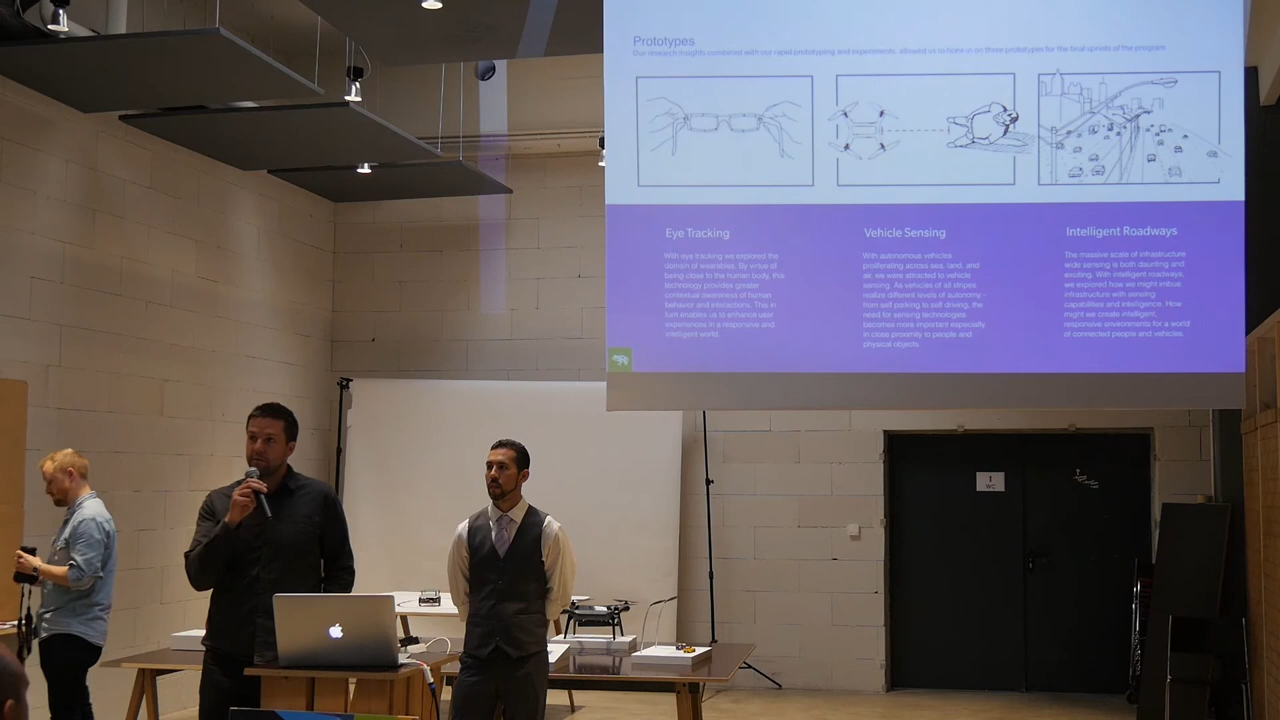 Prototypes
Our research insights combined with our rapid prototyping and experiments, allowed us to hone in on three prototypes for the final sprints of the program
Eye Tracking
With eye tracking we explored the
domain of wearables. By virtue of
being close to the human body, this
technology provides greater
contextual awareness of human
behavior and interactions. This in
turn enables us to enhance user
experiences in a responsive and
intelligent world.
Vehicle Sensing
With autonomous vehicles
proliferating across sea, land, and
air, we were attracted to vehicle
sensing. As vehicles of all stripes
realize different levels of autonomy -
from self parking to self driving, the
need for sensing technologies
becomes more important especially
in close proximity to people and
physical objects.
Intelligent Roadways
The massive scale of infrastructure
wide sensing is both daunting and
exciting. With intelligent roadways,
we explored how we might imbue
infrastructure with sensing
capabilities and intelligence. How
might we create intelligent,
responsive environments for a world
of connected people and vehicles.
WC